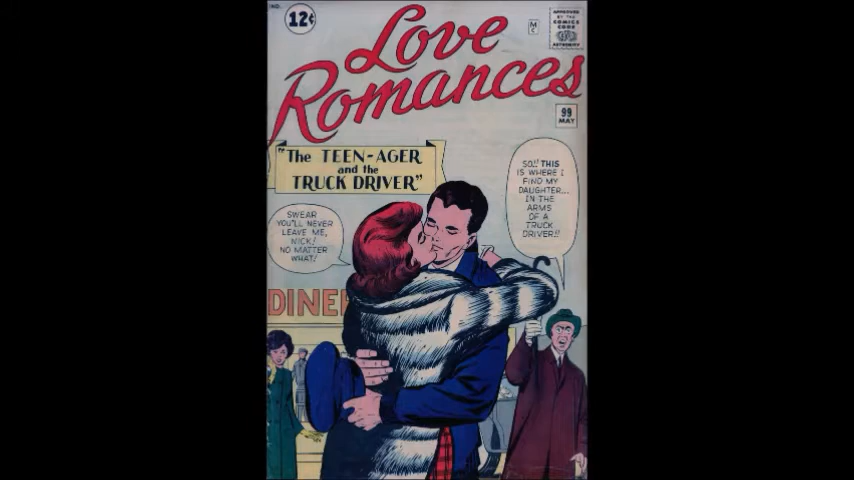 IND.
12¢
Love
Romances
M
C
APPROVED
BY THE
COMICS
CODE
AUTHORITY
99
MAY
"The TEEN-AGER
and the
TRUCK DRIVER"
SWEAR
YOU'LL NEVER
LEAVE ME,
NICK!
NO MATTER
WHAT!
SO!! THIS
IS WHERE I
FIND MY
DAUGHTER...
IN THE
ARMS
OF A
TRUCK
DRIVER!!
DINER